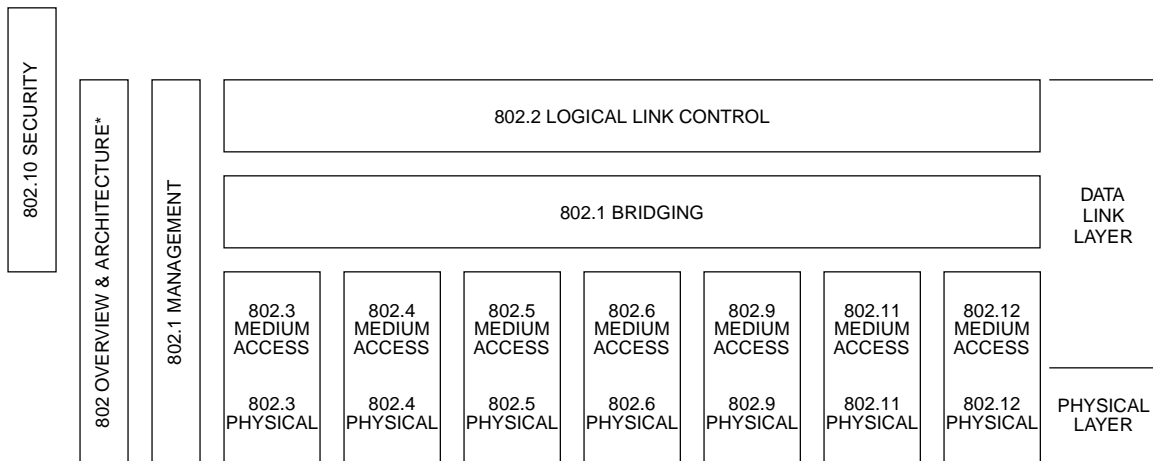 802.10 SECURITY
802 OVERVIEW & ARCHITECTURE*
802.1 MANAGEMENT
802.2 LOGICAL LINK CONTROL
802.1 BRIDGING
DATA
LINK
LAYER
802.3
MEDIUM
ACCESS
802.3
PHYSICAL
802.4
MEDIUM
ACCESS
802.4
PHYSICAL
802.5
MEDIUM
ACCESS
802.5
PHYSICAL
802.6
MEDIUM
ACCESS
802.6
PHYSICAL
802.9
MEDIUM
ACCESS
802.9
PHYSICAL
802.11
MEDIUM
ACCESS
802.11
PHYSICAL
802.12
MEDIUM
ACCESS
802.12
PHYSICAL
PHYSICAL
LAYER